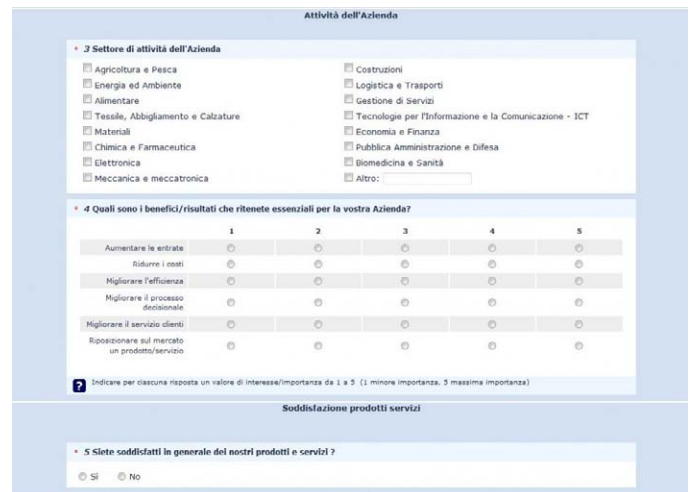 Attività dell'Azienda
* 3 Settore di attività dell'Azienda
Agricoltura e Pesca
Energia ed Ambiente
Alimentare
Tessile, Abbigliamento e Calzature
Materiali
Chimica e Farmaceutica
Elettronica
Meccanica e meccatronica
Costruzioni
Logistica e Trasporti
Gestione di Servizi
Tecnologie per l'Informazione e la Comunicazione - ICT
Economia e Finanza
Pubblica Amministrazione e Difesa
Biomedicina e Sanità
Altro:
* 4 Quali sono i benefici/risultati che ritenete essenziali per la vostra Azienda?
1 2 3 4 5
Aumentare le entrate
Ridurre i costi
Migliorare l'efficienza
Migliorare il processo
decisionale
Migliorare il servizio clienti
Riposizionare sul mercato
un prodotto/servizio
? Indicare per ciascuna risposta un valore di interesse/importanza da 1 a 5 (1 minore importanza, 5 massima importanza)
Soddisfazione prodotti servizi
* 5 Siete soddisfatti in generale dei nostri prodotti e servizi ?
Sì No